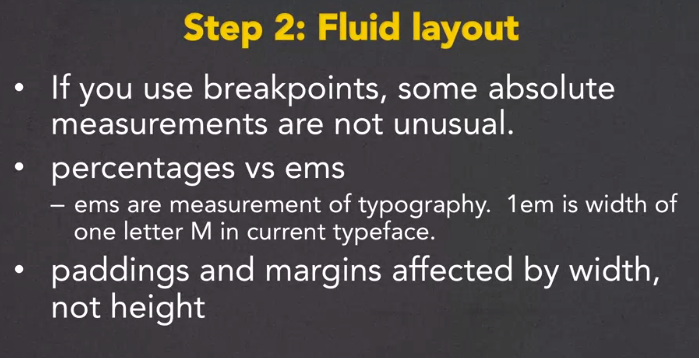 Step 2: Fluid layout
• If you use breakpoints, some absolute
measurements are not unusual.
• percentages vs ems
– ems are measurement of typography.  1em is width of
one letter M in current typeface.
• paddings and margins affected by width,
not height